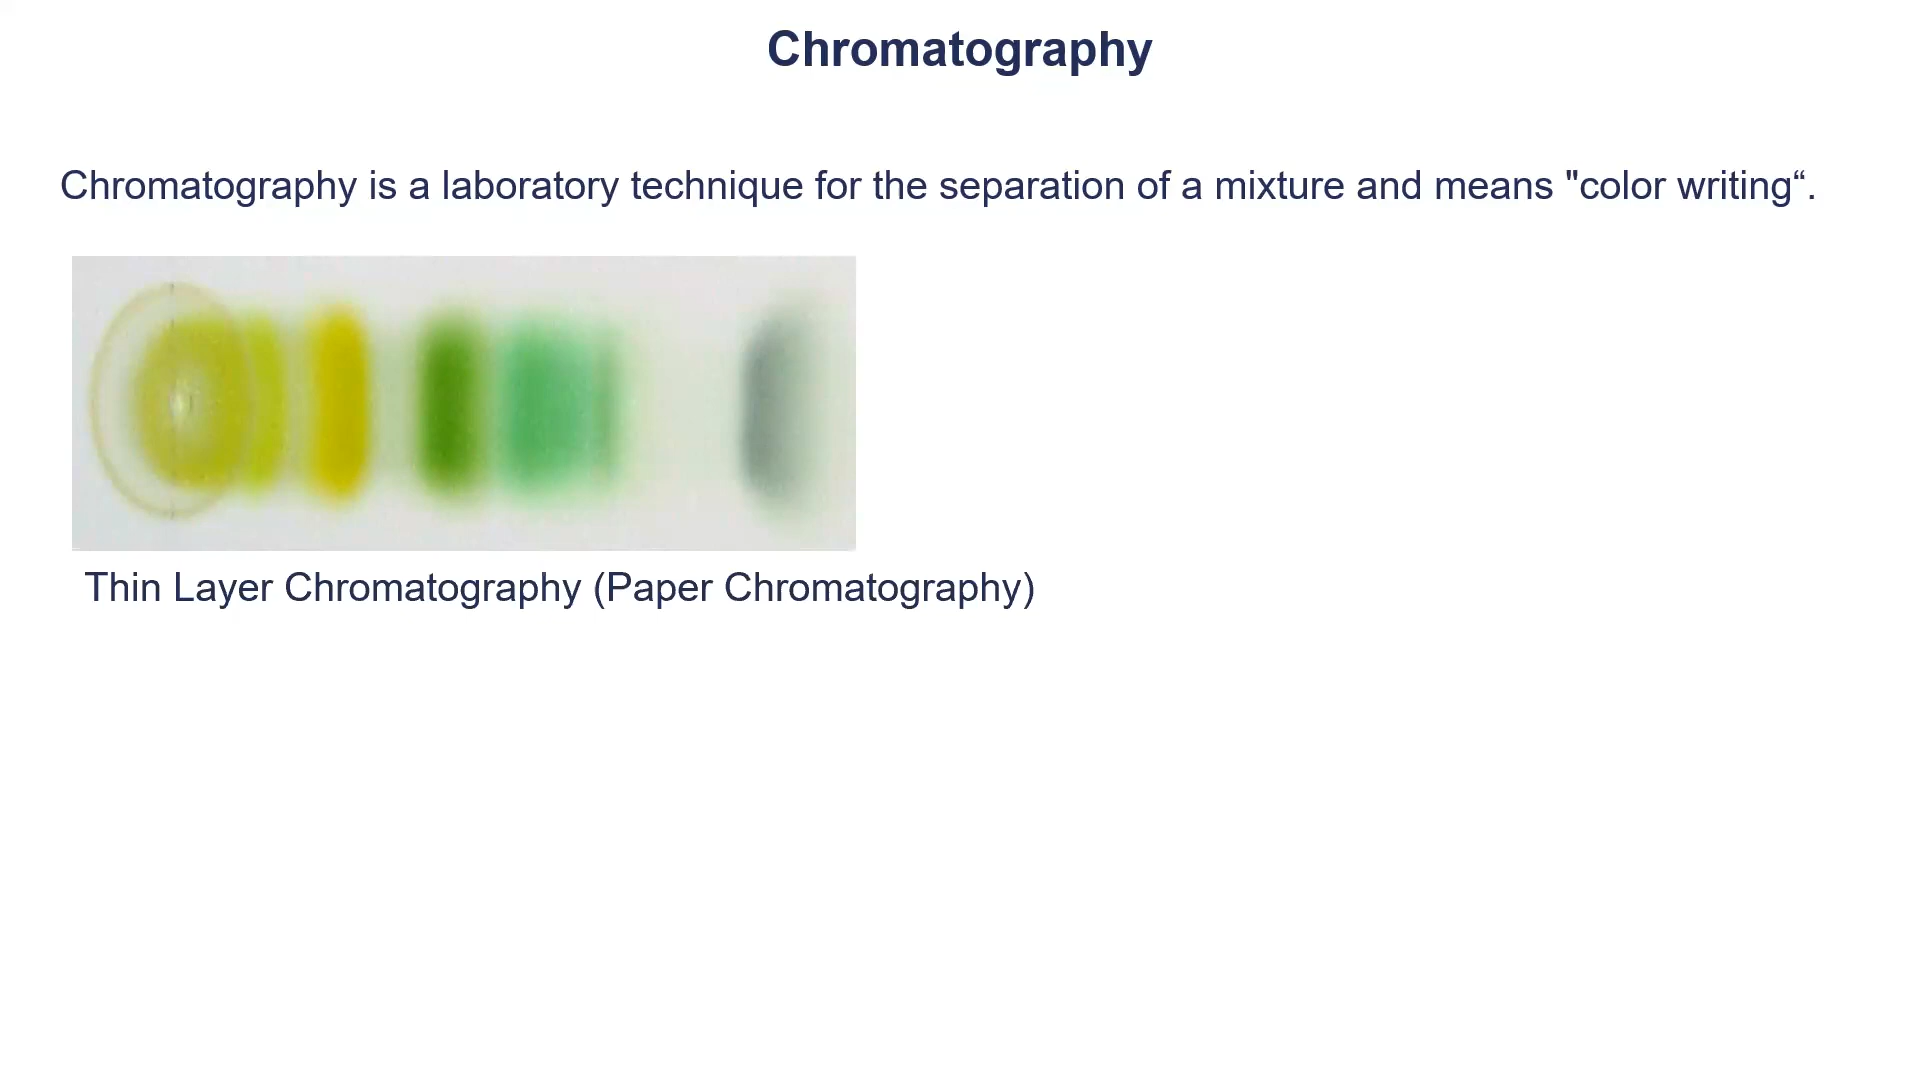 Chromatography
Chromatography is a laboratory technique for the separation of a mixture and means "color writing“.
Thin Layer Chromatography (Paper Chromatography)